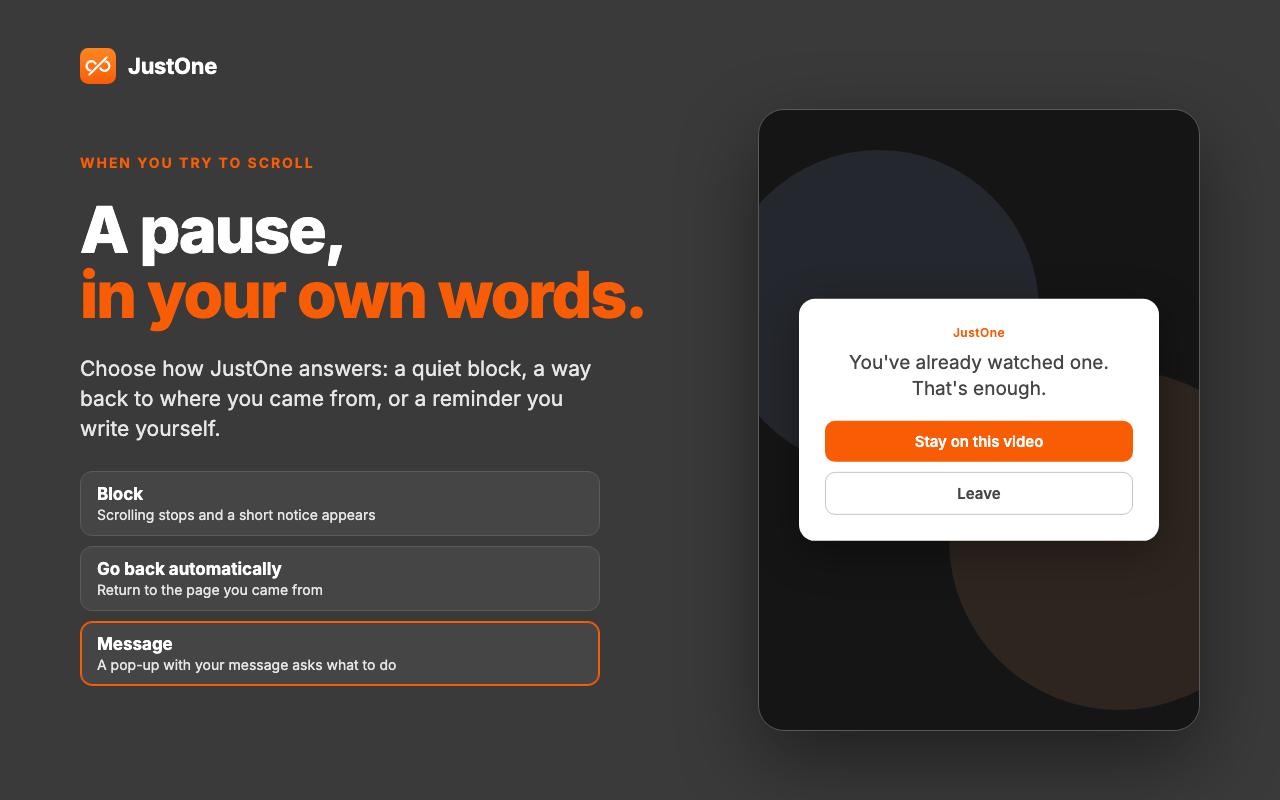 JustOne
WHEN YOU TRY TO SCROLL
A pause,
in your own words.
Choose how JustOne answers: a quiet block, a way
back to where you came from, or a reminder you
write yourself.
Block
Scrolling stops and a short notice appears
Go back automatically
Return to the page you came from
Message
A pop-up with your message asks what to do
JustOne
You've already watched one.
That's enough.
Stay on this video
Leave